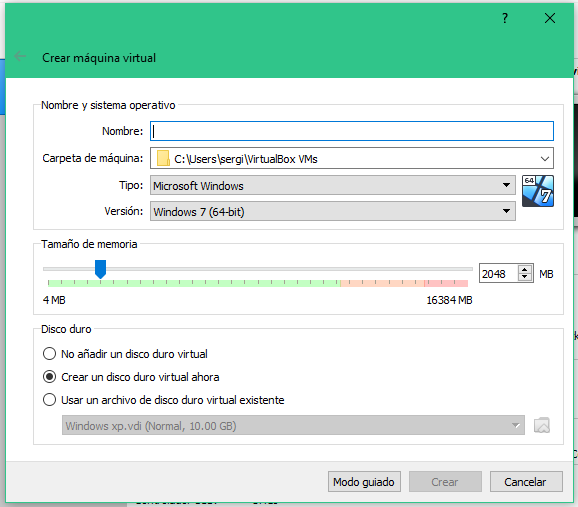 ?
Crear máquina virtual
Nombre y sistema operativo
Nombre:
Carpeta de máquina: C:\Users\sergi\VirtualBox VMs
Tipo: Microsoft Windows
64
7
Versión: Windows 7 (64-bit)
Tamaño de memoria
2048 MB
4 MB 16384 MB
Disco duro
No añadir un disco duro virtual
Crear un disco duro virtual ahora
Usar un archivo de disco duro virtual existente
Windows xp.vdi (Normal, 10.00 GB)
Modo guiado Crear Cancelar